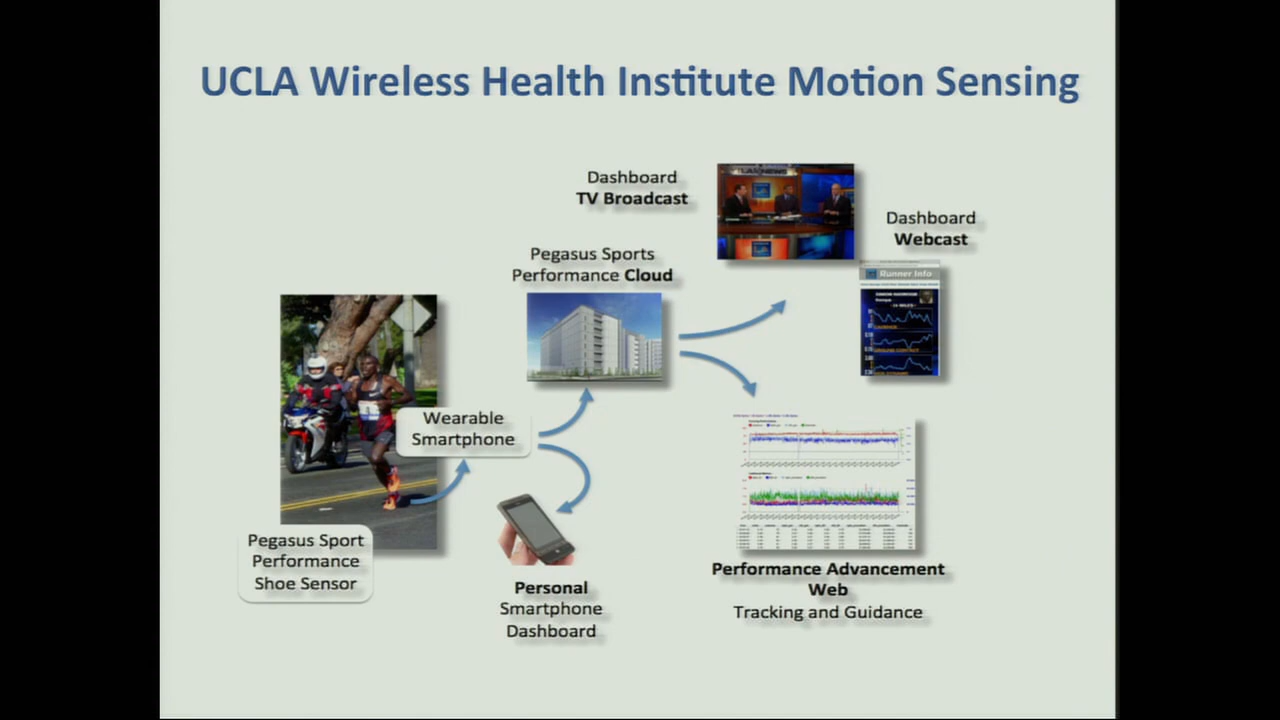 UCLA Wireless Health Institute Motion Sensing
Dashboard
TV Broadcast
Dashboard
Webcast
Pegasus Sports
Performance Cloud
Runner Info
Wearable
Smartphone
Pegasus Sport
Performance
Shoe Sensor
Personal
Smartphone
Dashboard
Performance Advancement
Web
Tracking and Guidance